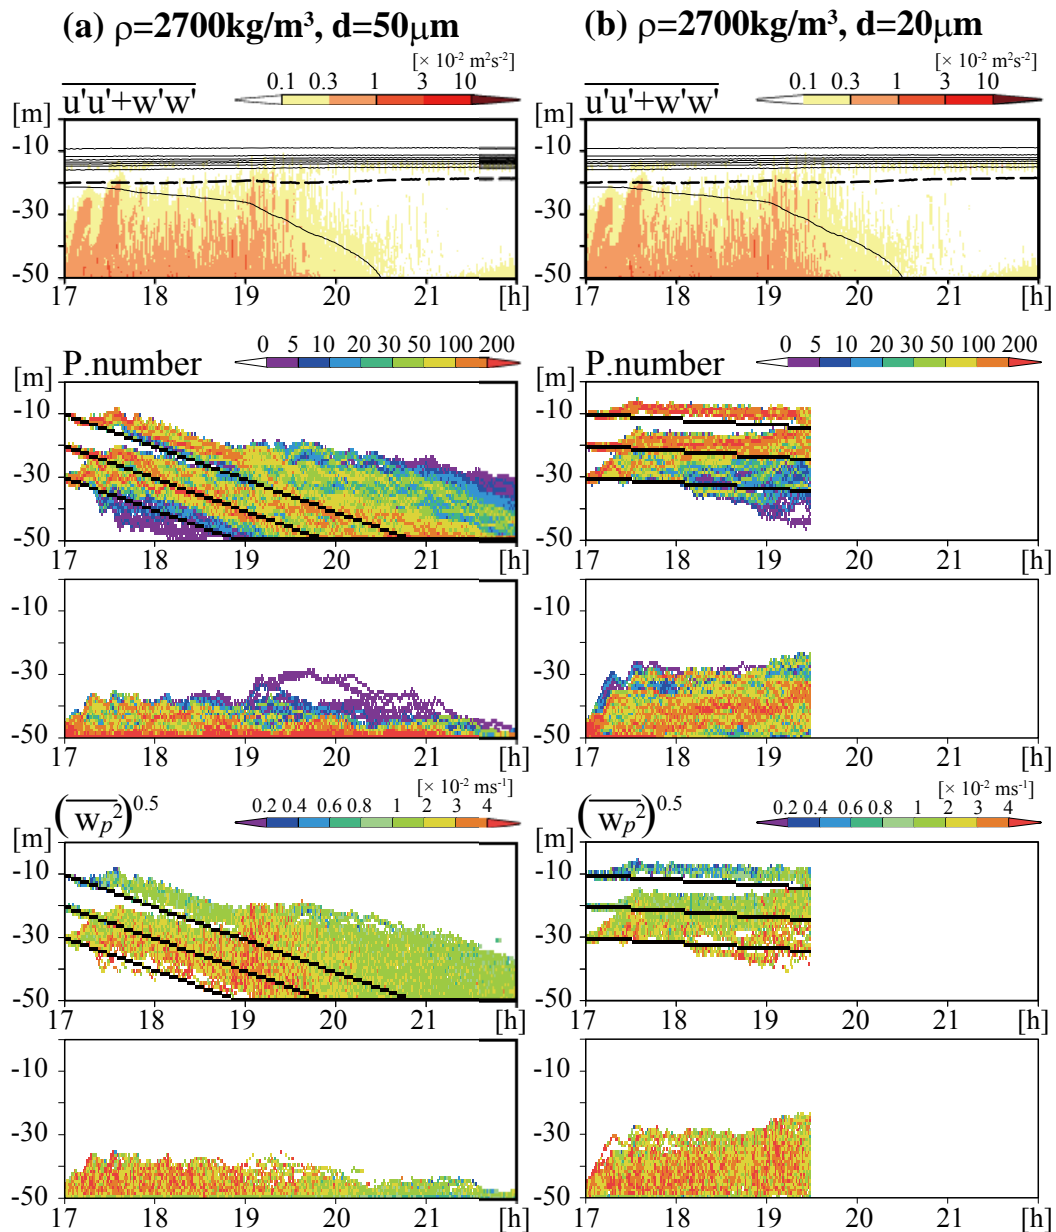 (a) ρ=2700kg/m³, d=50μm
(b) ρ=2700kg/m³, d=20μm
[× 10⁻² m²s⁻²]
[× 10⁻² m²s⁻²]
u'u'+w'w' 0.1 0.3 1 3 10
u'u'+w'w' 0.1 0.3 1 3 10
[m]
-10
-30
-50
17 18 19 20 21 [h]
[m]
-10
-30
-50
17 18 19 20 21 [h]
P.number 0 5 10 20 30 50 100 200
P.number 0 5 10 20 30 50 100 200
[m]
-10
-30
-50
17 18 19 20 21 [h]
[m]
-10
-30
-50
17 18 19 20 21 [h]
-10
-30
-50
17 18 19 20 21 [h]
-10
-30
-50
17 18 19 20 21 [h]
[× 10⁻² ms⁻¹]
[× 10⁻² ms⁻¹]
(wₚ²)⁰·⁵ 0.2 0.4 0.6 0.8 1 2 3 4
(wₚ²)⁰·⁵ 0.2 0.4 0.6 0.8 1 2 3 4
[m]
-10
-30
-50
17 18 19 20 21 [h]
[m]
-10
-30
-50
17 18 19 20 21 [h]
-10
-30
-50
17 18 19 20 21 [h]
-10
-30
-50
17 18 19 20 21 [h]